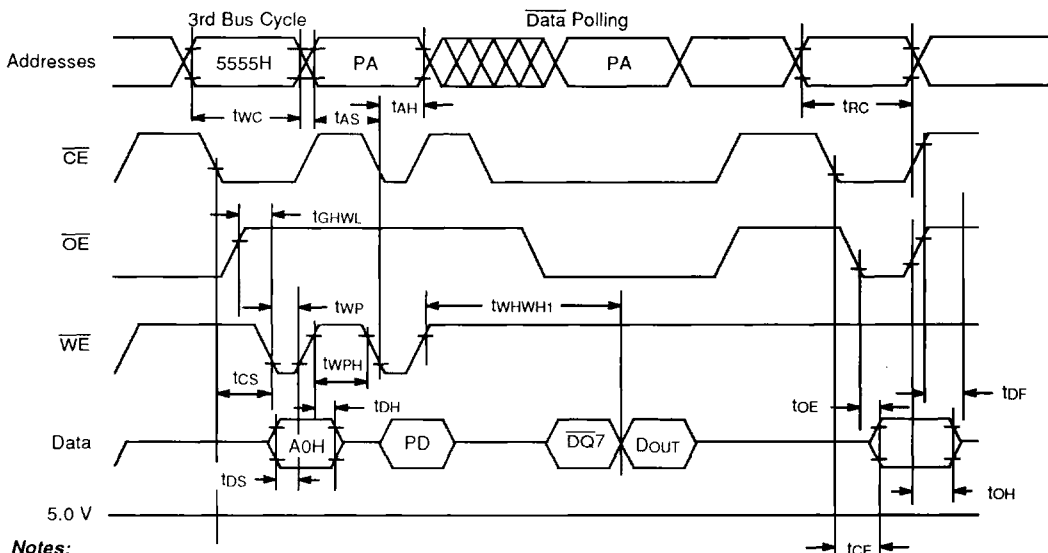 3rd Bus Cycle
Data Polling
Addresses
5555H
PA
PA
tWC
tAS
tAH
tRC
CE
tGHWL
OE
tWP
tWHWH1
WE
tCS
tWPH
tDH
tOE
tDF
Data
A0H
PD
DQ7
DOUT
tDS
tOH
5.0 V
tCE
Notes: